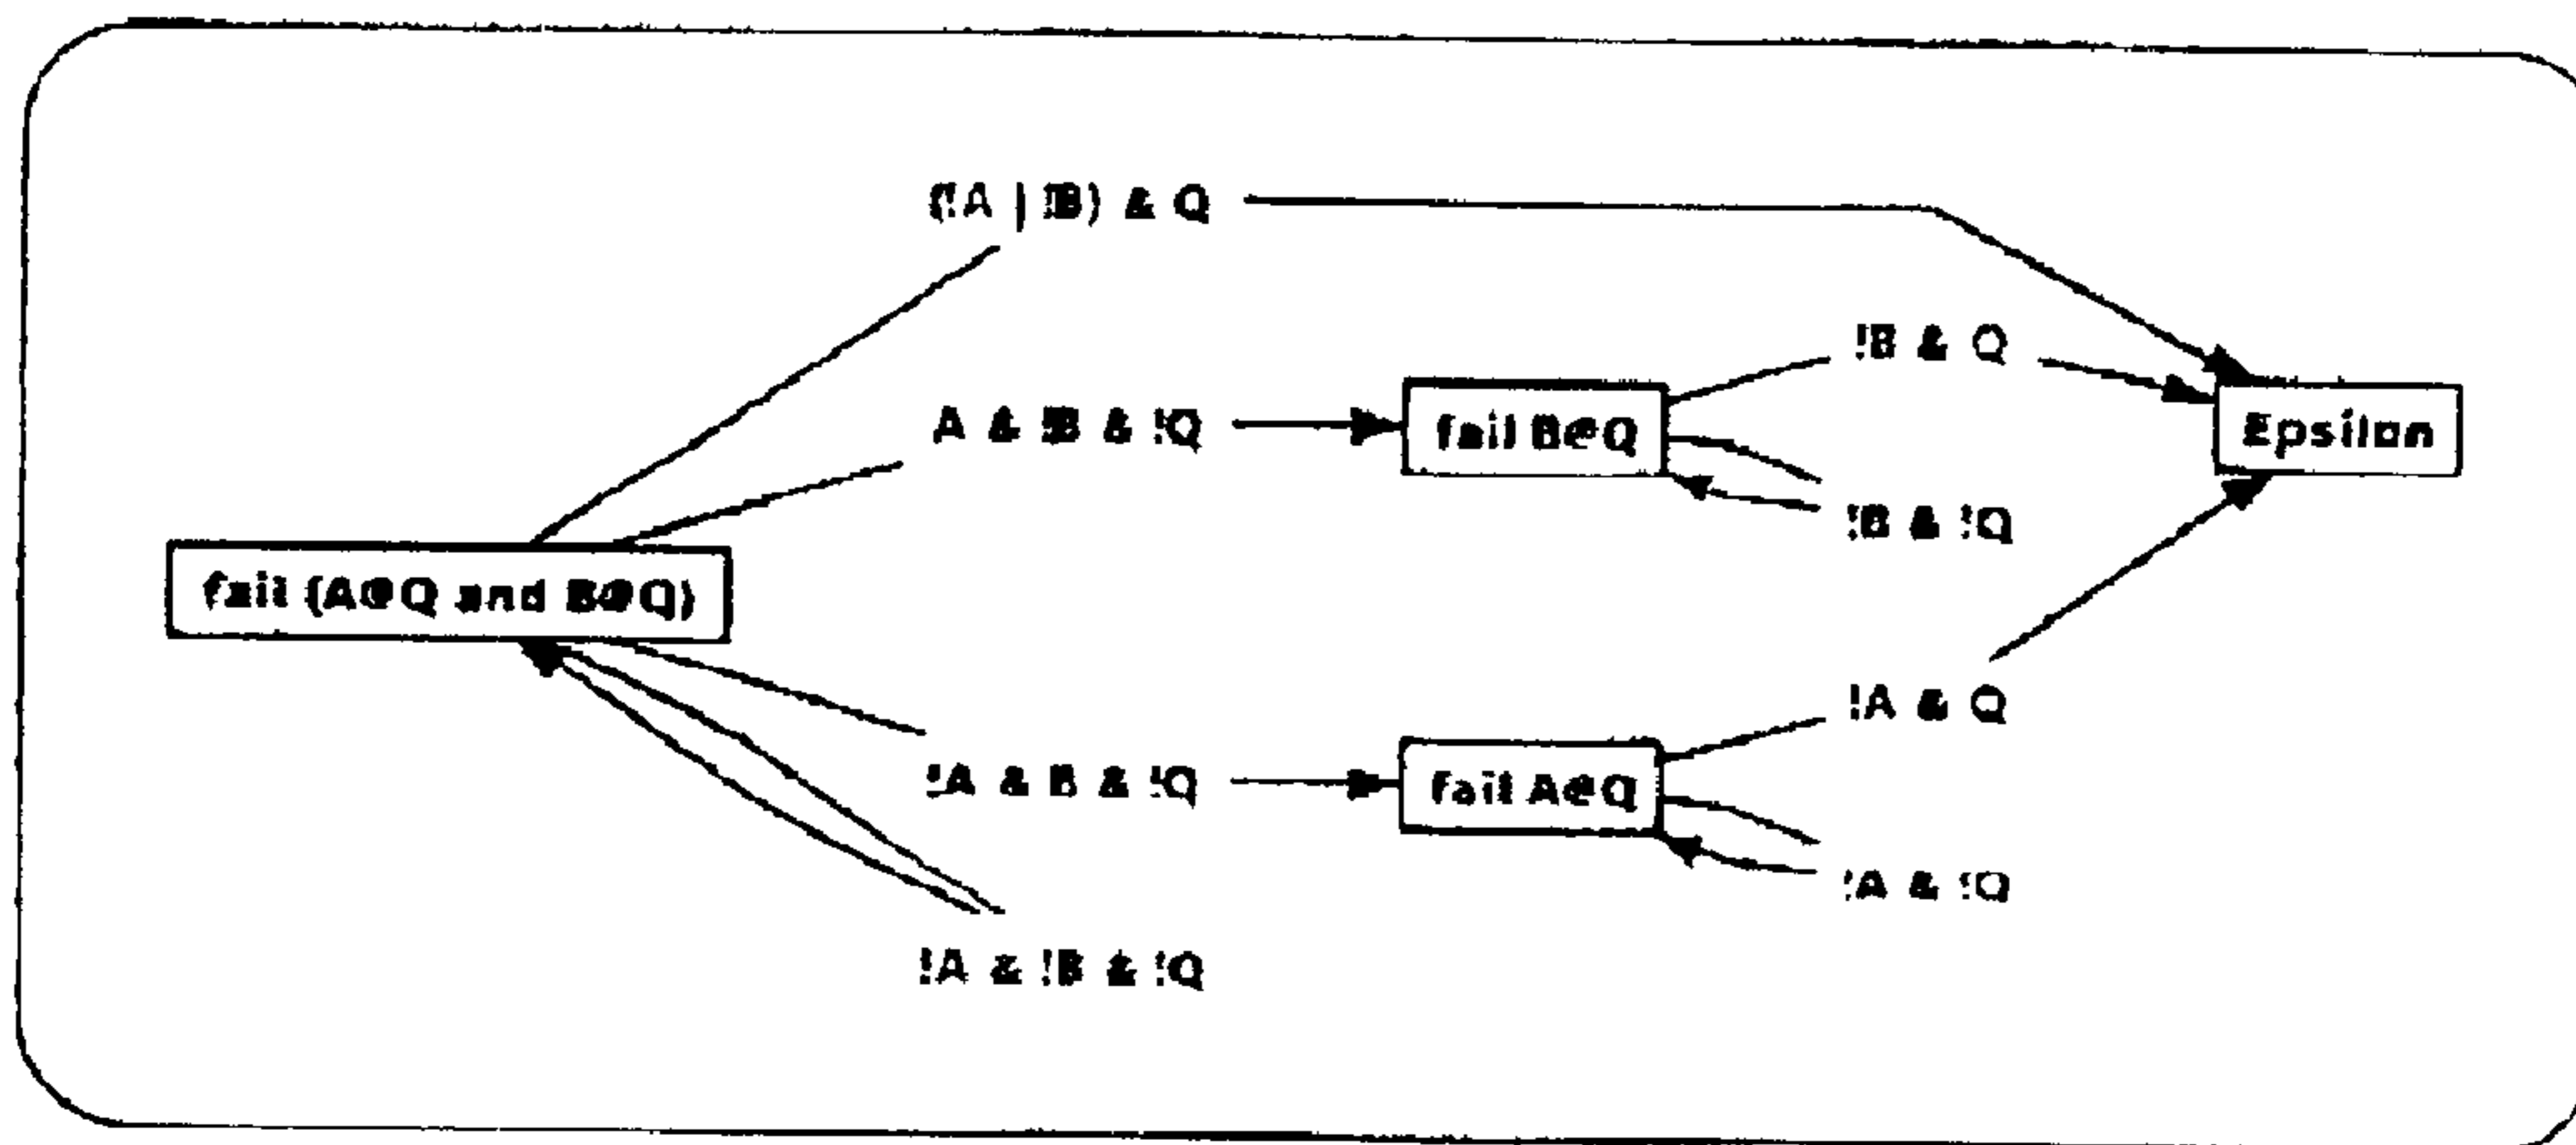 (!A | !B) & Q
!B & Q
A & !B & !Q
fail B@Q
Epsilon
!B & !Q
fail (A@Q and B@Q)
!A & Q
!A & B & !Q
fail A@Q
!A & !Q
!A & !B & !Q